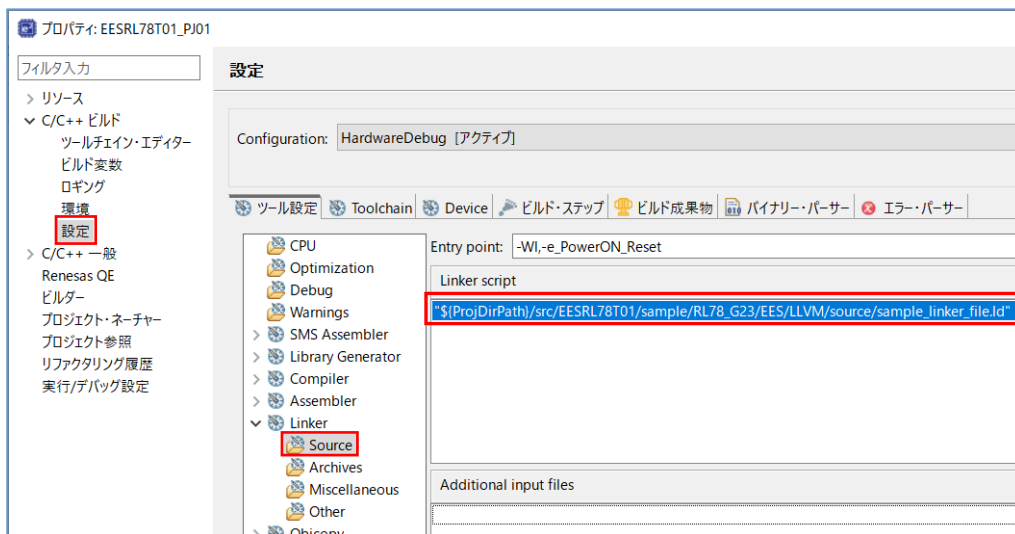 プロパティ: EESRL78T01_PJ01
フィルタ入力
リソース
C/C++ ビルド
ツールチェイン・エディター
ビルド変数
ロギング
環境
設定
C/C++ 一般
Renesas QE
ビルダー
プロジェクト・ネーチャー
プロジェクト参照
リファクタリング履歴
実行/デバッグ設定
設定
Configuration: HardwareDebug [アクティブ]
ツール設定 Toolchain Device ビルド・ステップ ビルド成果物 バイナリー・パーサー エラー・パーサー
CPU
Optimization
Debug
Warnings
SMS Assembler
Library Generator
Compiler
Assembler
Linker
Source
Archives
Miscellaneous
Other
Objcopy
Entry point: -Wl,-e_PowerON_Reset
Linker script
"${ProjDirPath}/src/EESRL78T01/sample/RL78_G23/EES/LLVM/source/sample_linker_file.ld"
Additional input files